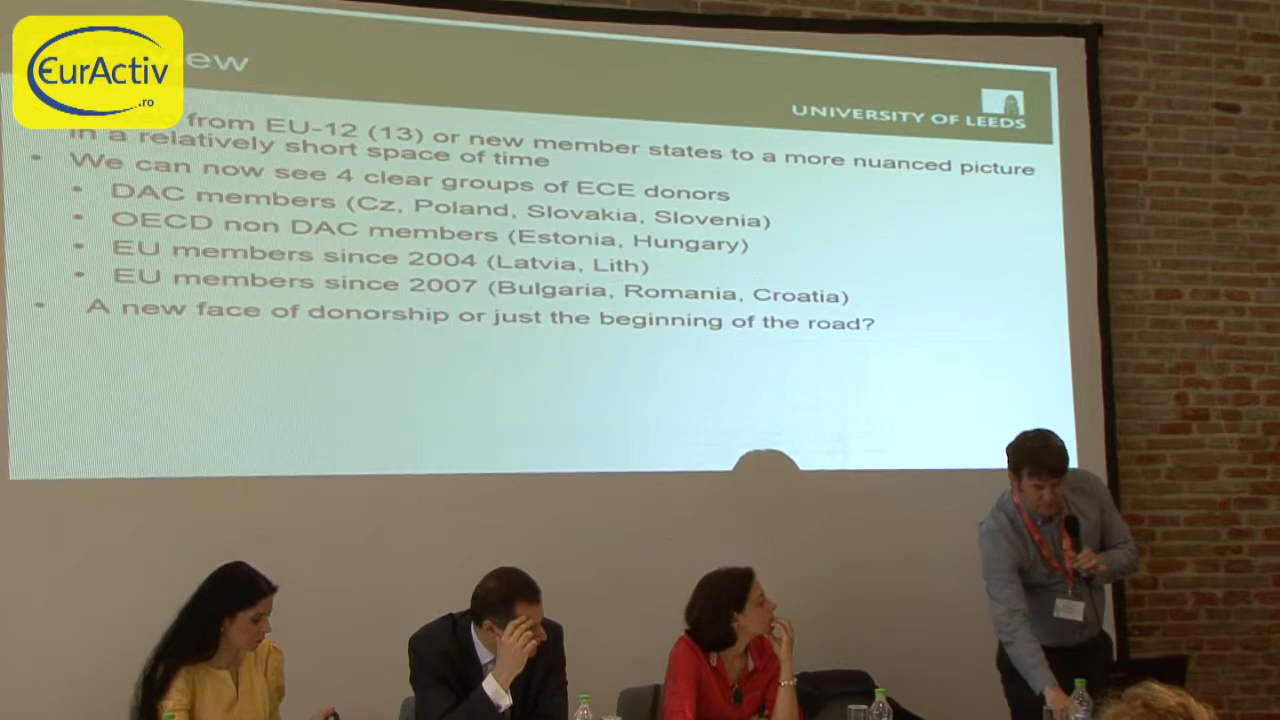 EurActiv
.ro
ew
UNIVERSITY OF LEEDS
from EU-12 (13) or new member states to a more nuanced picture
in a relatively short space of time
• We can now see 4 clear groups of ECE donors
• DAC members (Cz, Poland, Slovakia, Slovenia)
• OECD non DAC members (Estonia, Hungary)
• EU members since 2004 (Latvia, Lith)
• EU members since 2007 (Bulgaria, Romania, Croatia)
• A new face of donorship or just the beginning of the road?